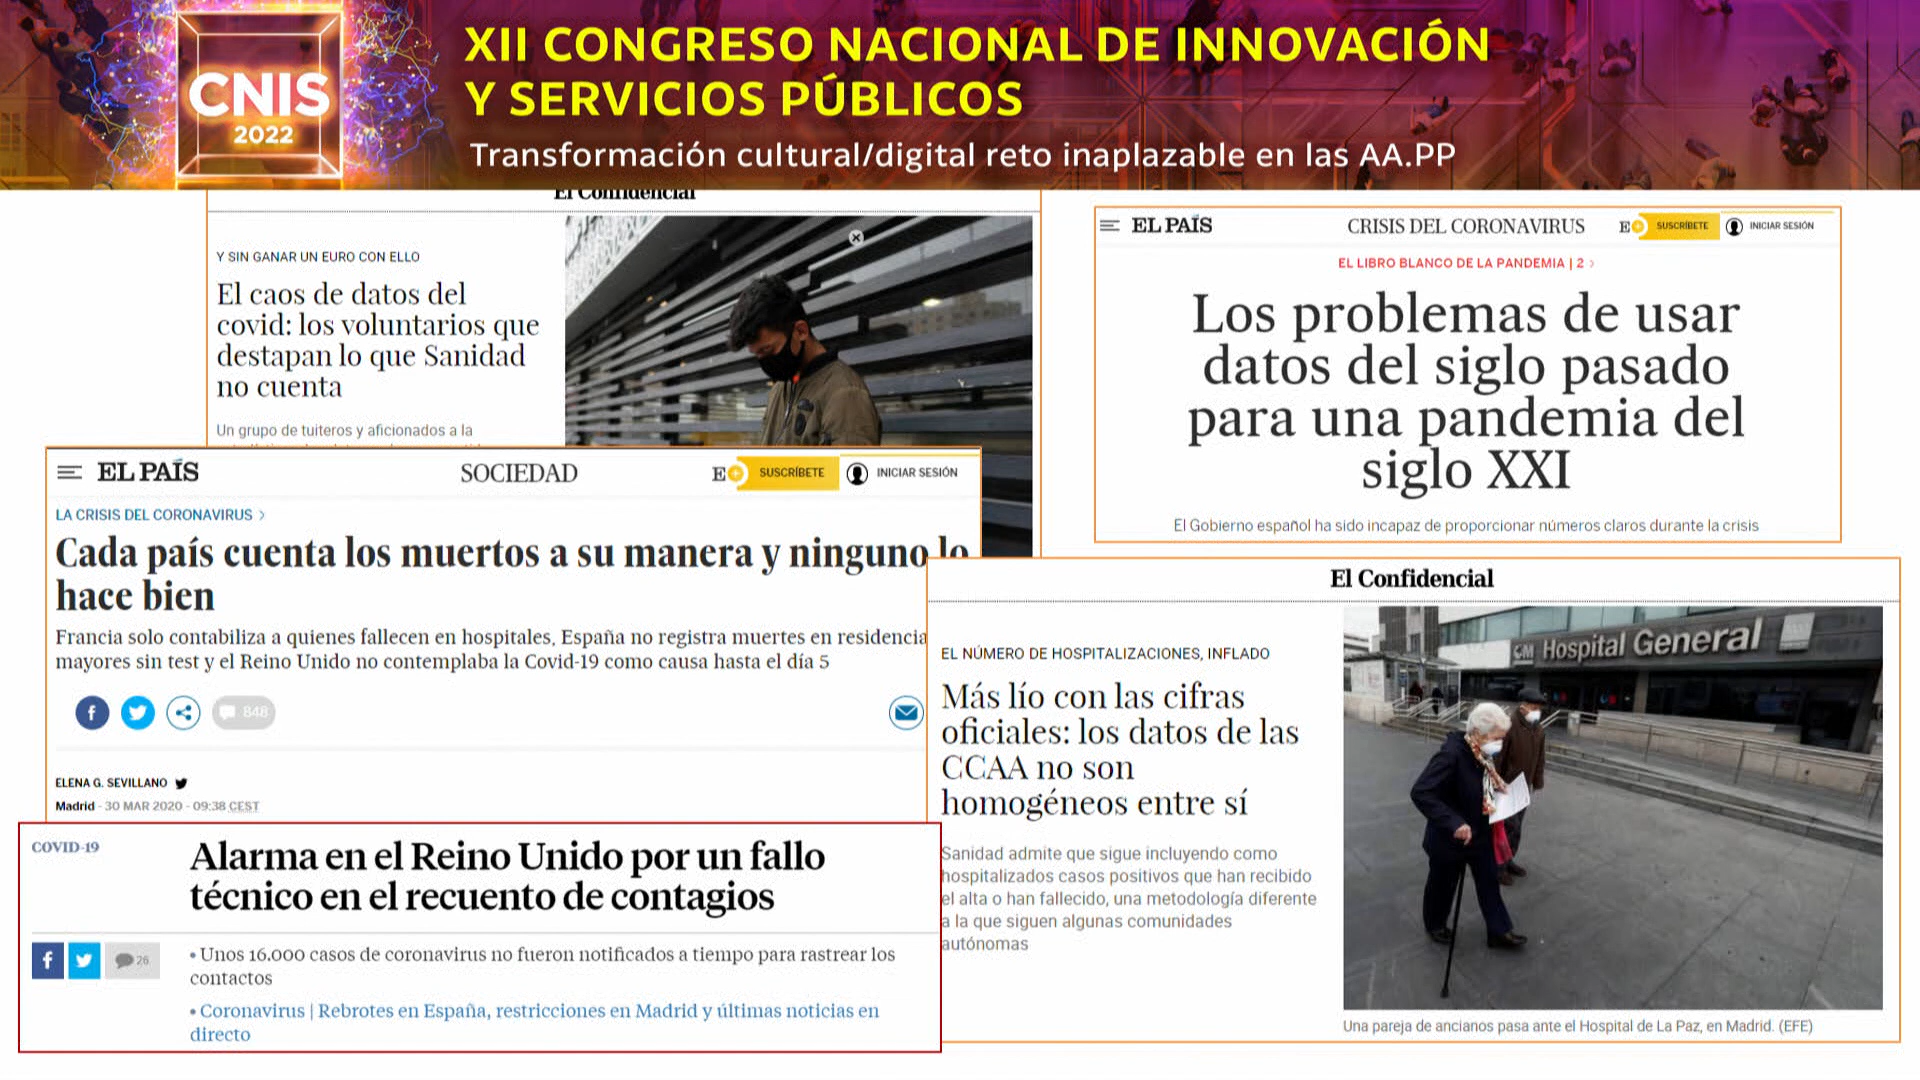 CNIS
2022
XII CONGRESO NACIONAL DE INNOVACIÓN
Y SERVICIOS PÚBLICOS
Transformación cultural/digital reto inaplazable en las AA.PP
El Confidencial
Y SIN GANAR UN EURO CON ELLO
El caos de datos del
covid: los voluntarios que
destapan lo que Sanidad
no cuenta
Un grupo de tuiteros y aficionados a la
EL PAÍS
CRISIS DEL CORONAVIRUS
E+
SUSCRÍBETE
INICIAR SESIÓN
EL LIBRO BLANCO DE LA PANDEMIA | 2 >
Los problemas de usar
datos del siglo pasado
para una pandemia del
siglo XXI
El Gobierno español ha sido incapaz de proporcionar números claros durante la crisis
EL PAÍS
SOCIEDAD
E+
SUSCRÍBETE
INICIAR SESIÓN
LA CRISIS DEL CORONAVIRUS >
Cada país cuenta los muertos a su manera y ninguno lo
hace bien
Francia solo contabiliza a quienes fallecen en hospitales, España no registra muertes en residencia
mayores sin test y el Reino Unido no contemplaba la Covid-19 como causa hasta el día 5
848
ELENA G. SEVILLANO
Madrid - 30 MAR 2020 - 09:38 CEST
El Confidencial
EL NÚMERO DE HOSPITALIZACIONES, INFLADO
Más lío con las cifras
oficiales: los datos de las
CCAA no son
homogéneos entre sí
Sanidad admite que sigue incluyendo como
hospitalizados casos positivos que han recibido
el alta o han fallecido, una metodología diferente
a la que siguen algunas comunidades
autónomas
Hospital General
Una pareja de ancianos pasa ante el Hospital de La Paz, en Madrid. (EFE)
COVID-19
Alarma en el Reino Unido por un fallo
técnico en el recuento de contagios
26
• Unos 16.000 casos de coronavirus no fueron notificados a tiempo para rastrear los
contactos
• Coronavirus | Rebrotes en España, restricciones en Madrid y últimas noticias en
directo